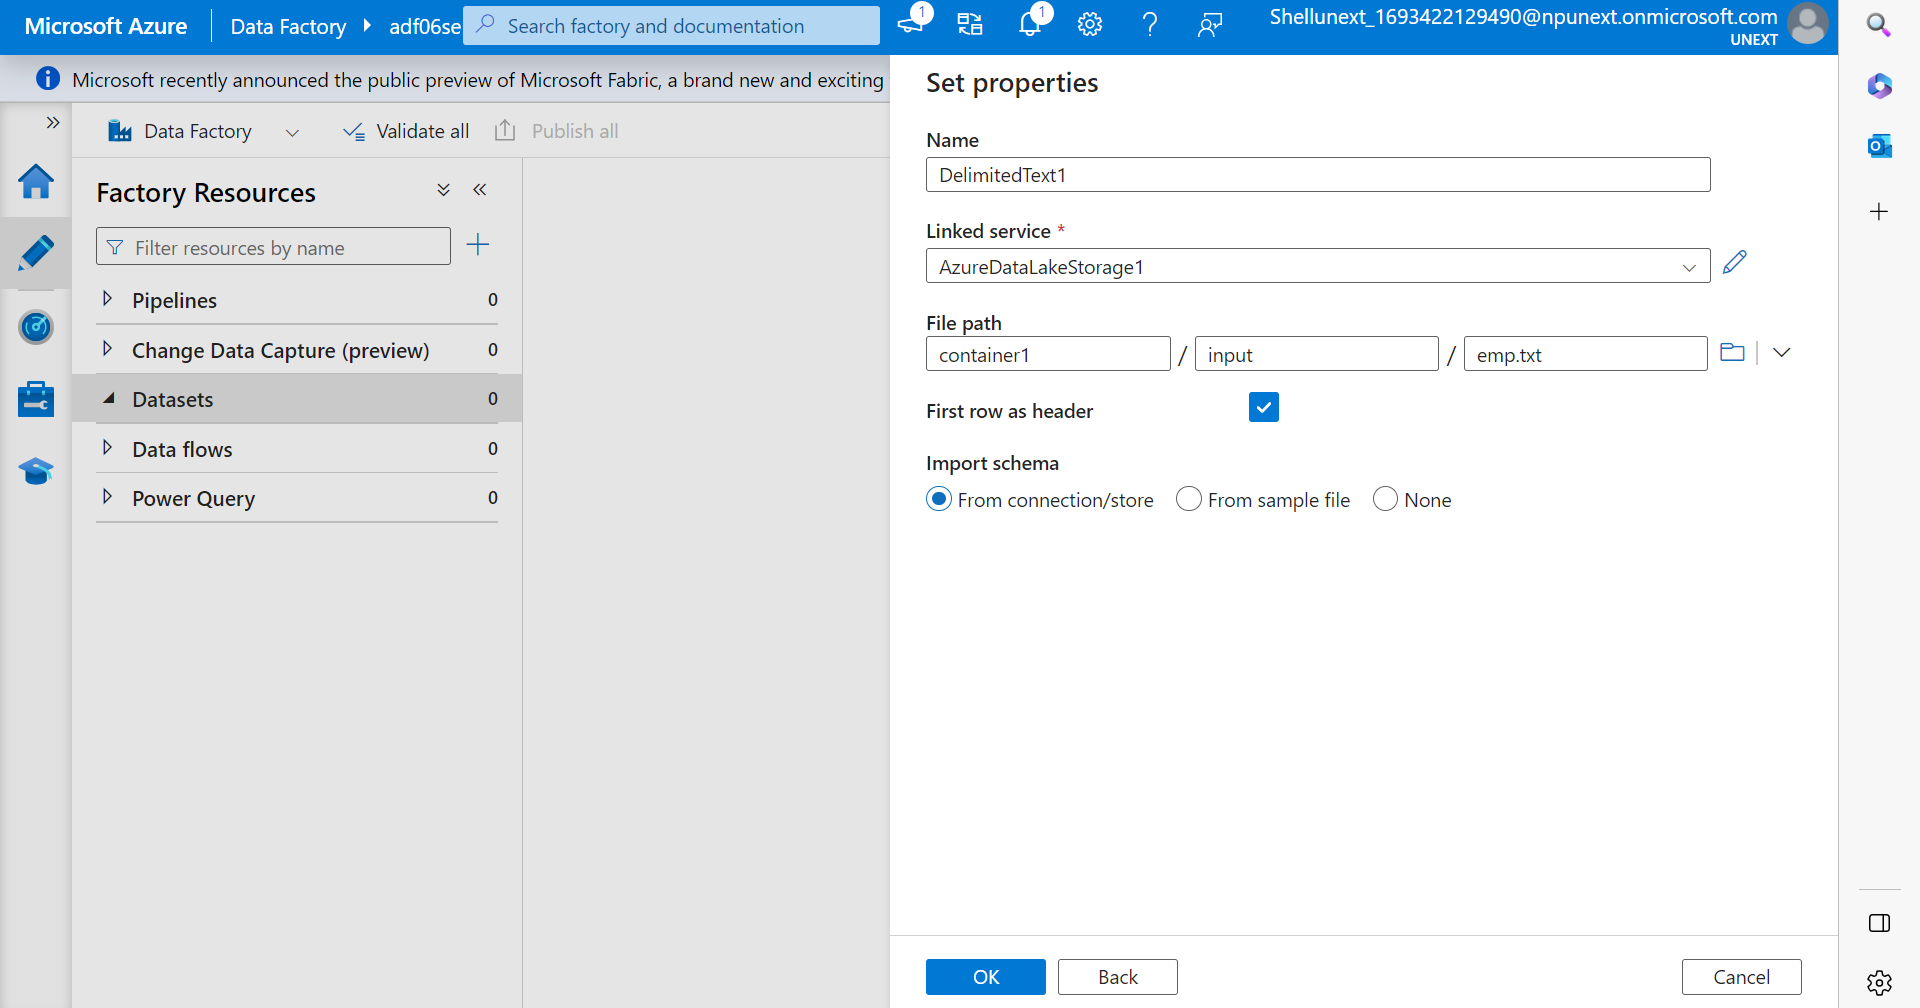 Microsoft Azure
Data Factory
adf06se
Search factory and documentation
1
1
Shellunext_1693422129490@npunext.onmicrosoft.com
UNEXT
Microsoft recently announced the public preview of Microsoft Fabric, a brand new and exciting
Data Factory
Validate all
Publish all
Factory Resources
Filter resources by name
Pipelines 0
Change Data Capture (preview) 0
Datasets 0
Data flows 0
Power Query 0
Set properties
Name
DelimitedText1
Linked service *
AzureDataLakeStorage1
File path
container1 / input / emp.txt
First row as header
Import schema
From connection/store From sample file None
OK Back Cancel